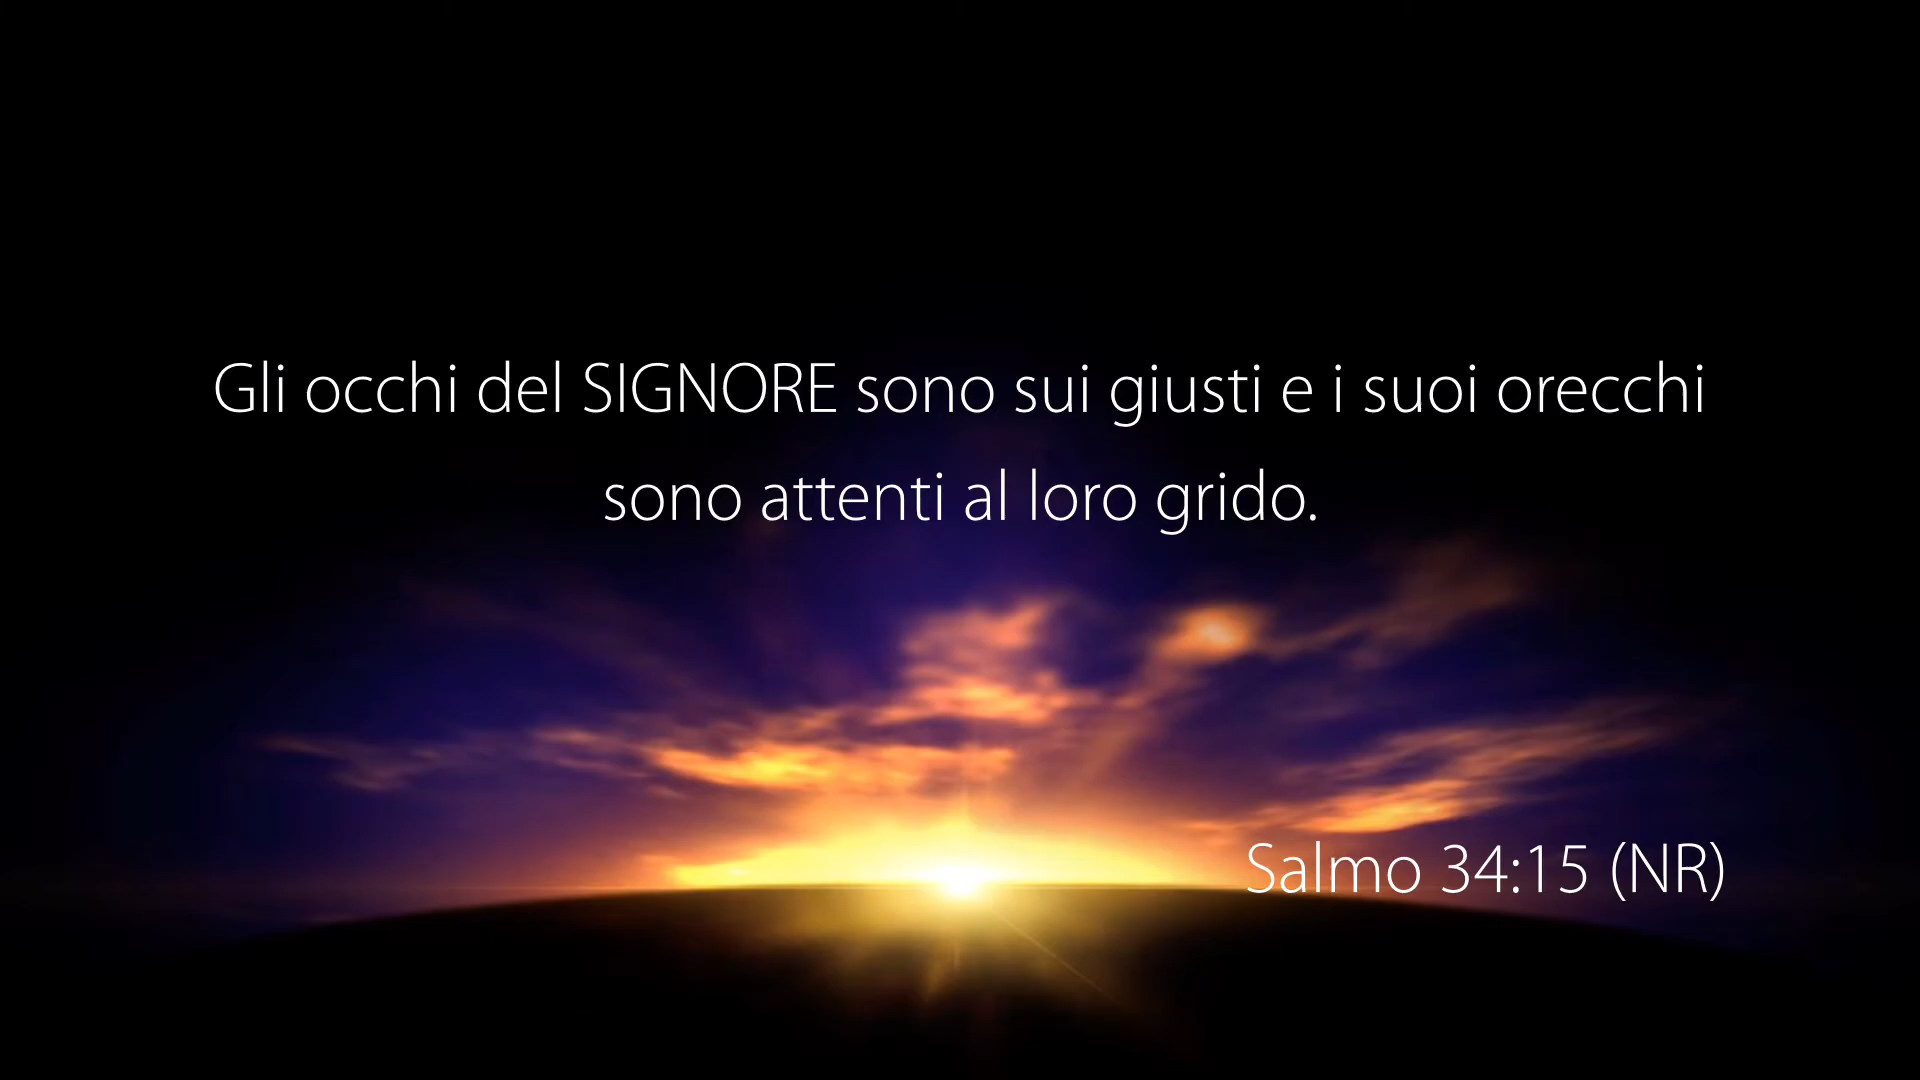 Gli occhi del SIGNORE sono sui giusti e i suoi orecchi
sono attenti al loro grido.
Salmo 34:15 (NR)